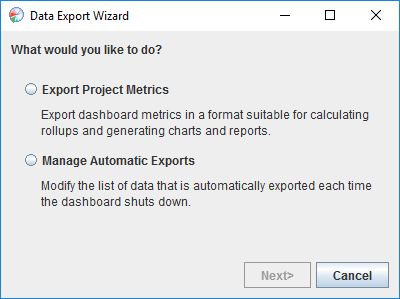 Data Export Wizard
What would you like to do?
Export Project Metrics
Export dashboard metrics in a format suitable for calculating
rollups and generating charts and reports.
Manage Automatic Exports
Modify the list of data that is automatically exported each time
the dashboard shuts down.
Next>
Cancel